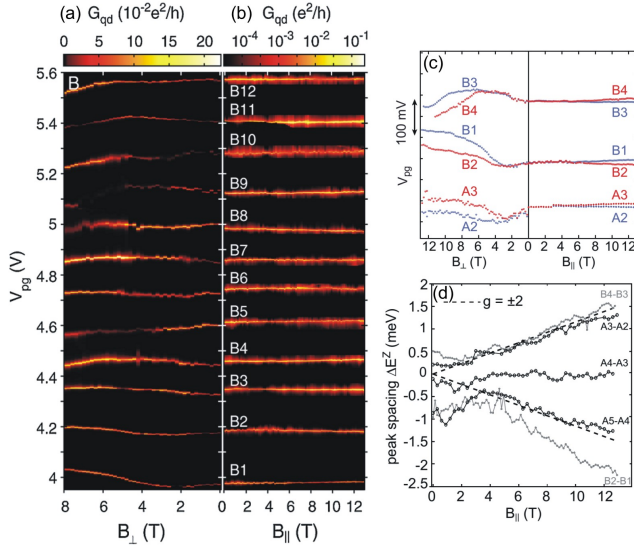 (a) G_qd (10^-2 e^2/h)
0 5 10 15 20
(b) G_qd (e^2/h)
10^-4 10^-3 10^-2 10^-1
V_pg (V)
5.6
5.4
5.2
5
4.8
4.6
4.4
4.2
4
B
B12
B11
B10
B9
B8
B7
B6
B5
B4
B3
B2
B1
8 6 4 2 0
B_⊥ (T)
0 2 4 6 8 10 12
B_|| (T)
(c)
100 mV
V_pg
B3
B4
B1
B2
A3
A2
B4
B3
B1
B2
A3
A2
12 10 8 6 4 2 0 2 4 6 8 10 12
B_⊥ (T) B_|| (T)
(d)
g = ±2
peak spacing ΔE^Z (meV)
2
1.5
1
0.5
0
-0.5
-1
-1.5
-2
-2.5
B4-B3
A3-A2
A4-A3
A5-A4
B2-B1
0 2 4 6 8 10 12
B_|| (T)